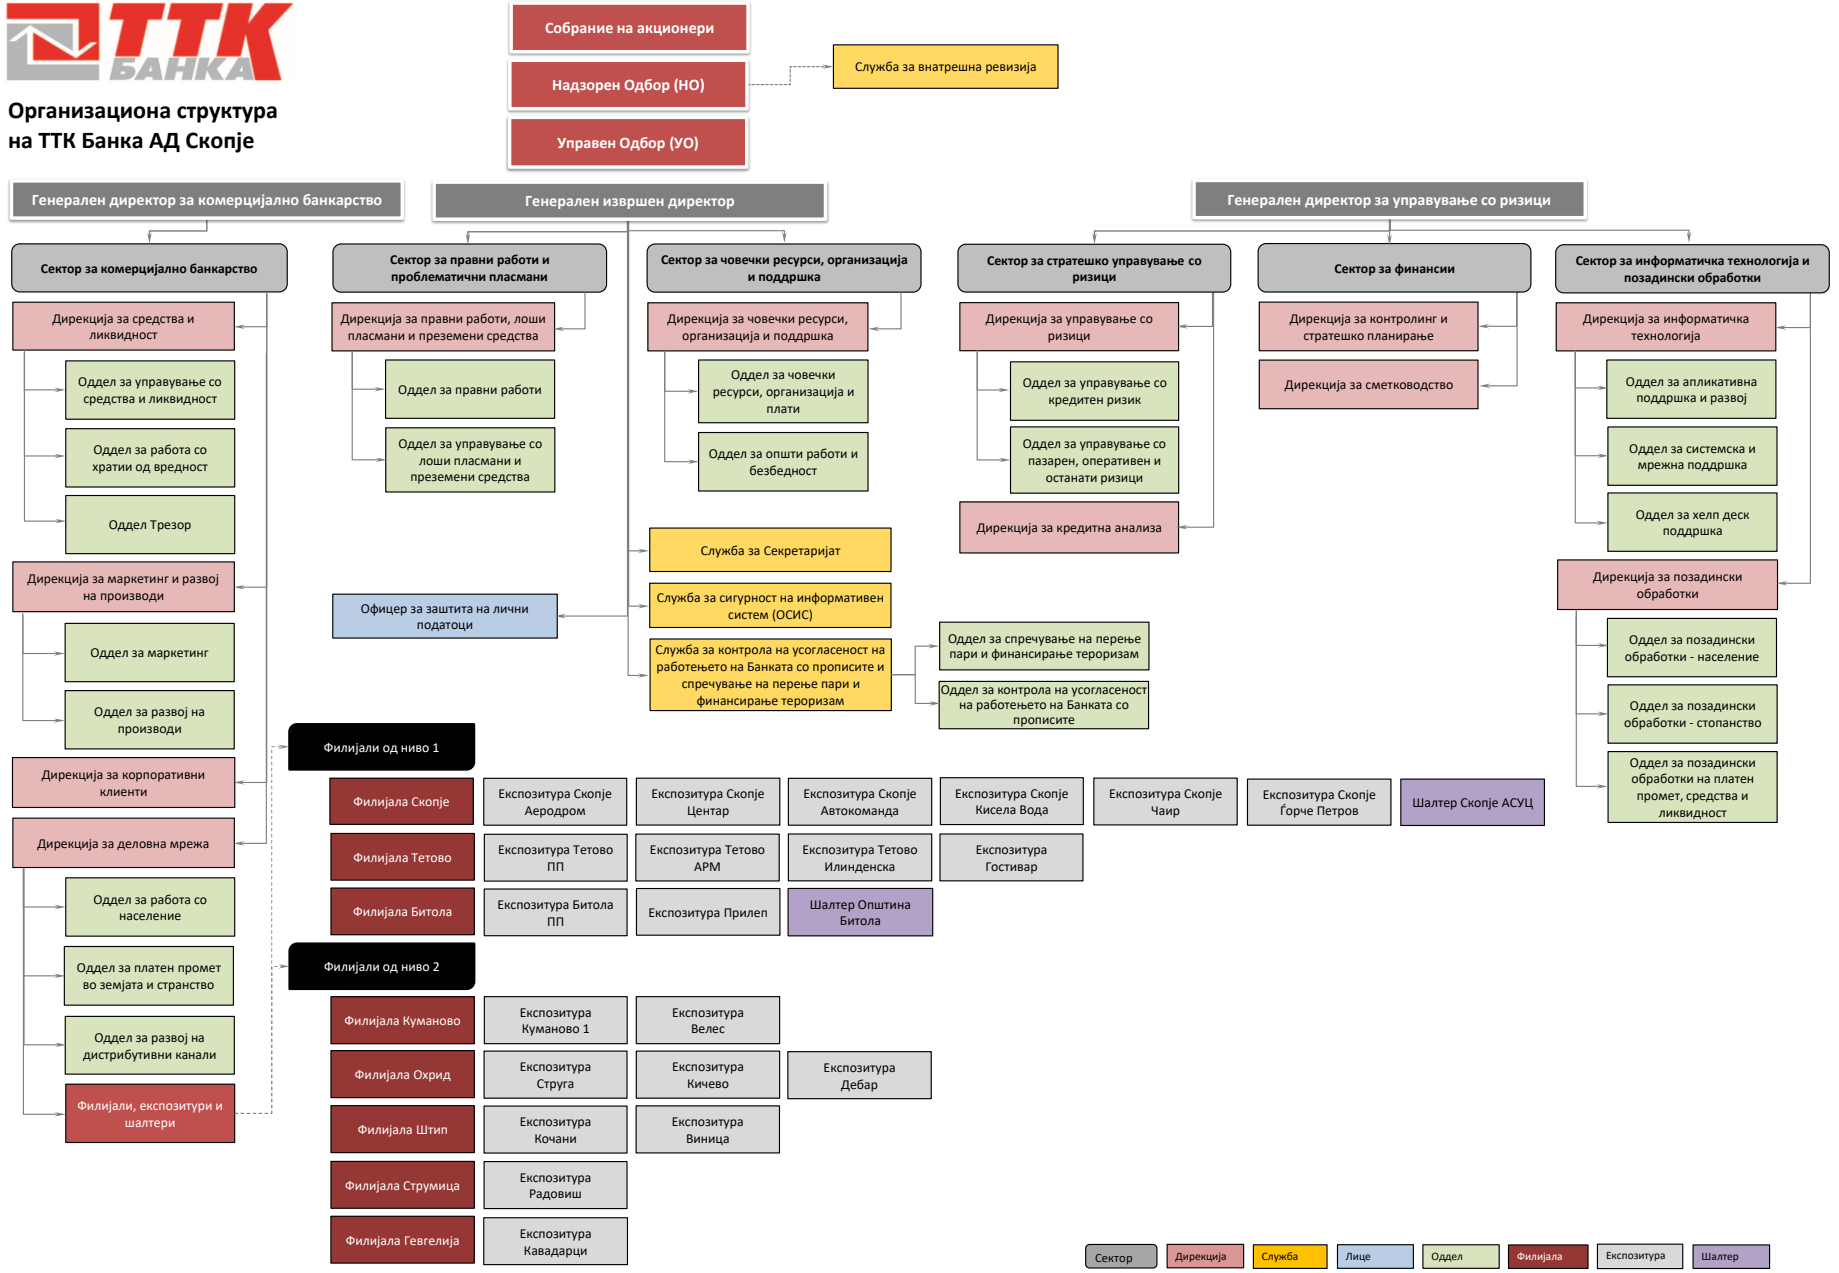 ТТК
БАНКА
Организациона структура
на ТТК Банка АД Скопје
Собрание на акционери
Надзорен Одбор (НО)
Служба за внатрешна ревизија
Управен Одбор (УО)
Генерален директор за комерцијално банкарство
Генерален извршен директор
Генерален директор за управување со ризици
Сектор за комерцијално банкарство
Дирекција за средства и
ликвидност
Оддел за управување со
средства и ликвидност
Оддел за работа со
хратии од вредност
Оддел Трезор
Дирекција за маркетинг и развој
на производи
Оддел за маркетинг
Оддел за развој на
производи
Дирекција за корпоративни
клиенти
Дирекција за деловна мрежа
Оддел за работа со
население
Оддел за платен промет
во земјата и странство
Оддел за развој на
дистрибутивни канали
Филијали, експозитури и
шалтери
Сектор за правни работи и
проблематични пласмани
Дирекција за правни работи, лоши
пласмани и преземени средства
Оддел за правни работи
Оддел за управување со
лоши пласмани и
преземени средства
Офицер за заштита на лични
податоци
Сектор за човечки ресурси, организација
и поддршка
Дирекција за човечки ресурси,
организација и поддршка
Оддел за човечки
ресурси, организација и
плати
Оддел за општи работи и
безбедност
Служба за Секретаријат
Служба за сигурност на информативен
систем (ОСИС)
Служба за контрола на усогласеност на
работењето на Банката со прописите и
спречување на перење пари и
финансирање тероризам
Оддел за спречување на перење
пари и финансирање тероризам
Оддел за контрола на усогласеност
на работењето на Банката со
прописите
Сектор за стратешко управување со
ризици
Дирекција за управување со
ризици
Оддел за управување со
кредитен ризик
Оддел за управување со
пазарен, оперативен и
останати ризици
Дирекција за кредитна анализа
Сектор за финансии
Дирекција за контролинг и
стратешко планирање
Дирекција за сметководство
Сектор за информатичка технологија и
позадински обработки
Дирекција за информатичка
технологија
Оддел за апликативна
поддршка и развој
Оддел за системска и
мрежна поддршка
Оддел за хелп деск
поддршка
Дирекција за позадински
обработки
Оддел за позадински
обработки - население
Оддел за позадински
обработки - стопанство
Оддел за позадински
обработки на платен
промет, средства и
ликвидност
Филијали од ниво 1
Филијала Скопје
Експозитура Скопје
Аеродром
Експозитура Скопје
Центар
Експозитура Скопје
Автокоманда
Експозитура Скопје
Кисела Вода
Експозитура Скопје
Чаир
Експозитура Скопје
Ѓорче Петров
Шалтер Скопје АСУЦ
Филијала Тетово
Експозитура Тетово
ПП
Експозитура Тетово
АРМ
Експозитура Тетово
Илинденска
Експозитура
Гостивар
Филијала Битола
Експозитура Битола
ПП
Експозитура Прилеп
Шалтер Општина
Битола
Филијали од ниво 2
Филијала Куманово
Експозитура
Куманово 1
Експозитура
Велес
Филијала Охрид
Експозитура
Струга
Експозитура
Кичево
Експозитура
Дебар
Филијала Штип
Експозитура
Кочани
Експозитура
Виница
Филијала Струмица
Експозитура
Радовиш
Филијала Гевгелија
Експозитура
Кавадарци
Сектор
Дирекција
Служба
Лице
Оддел
Филијала
Експозитура
Шалтер